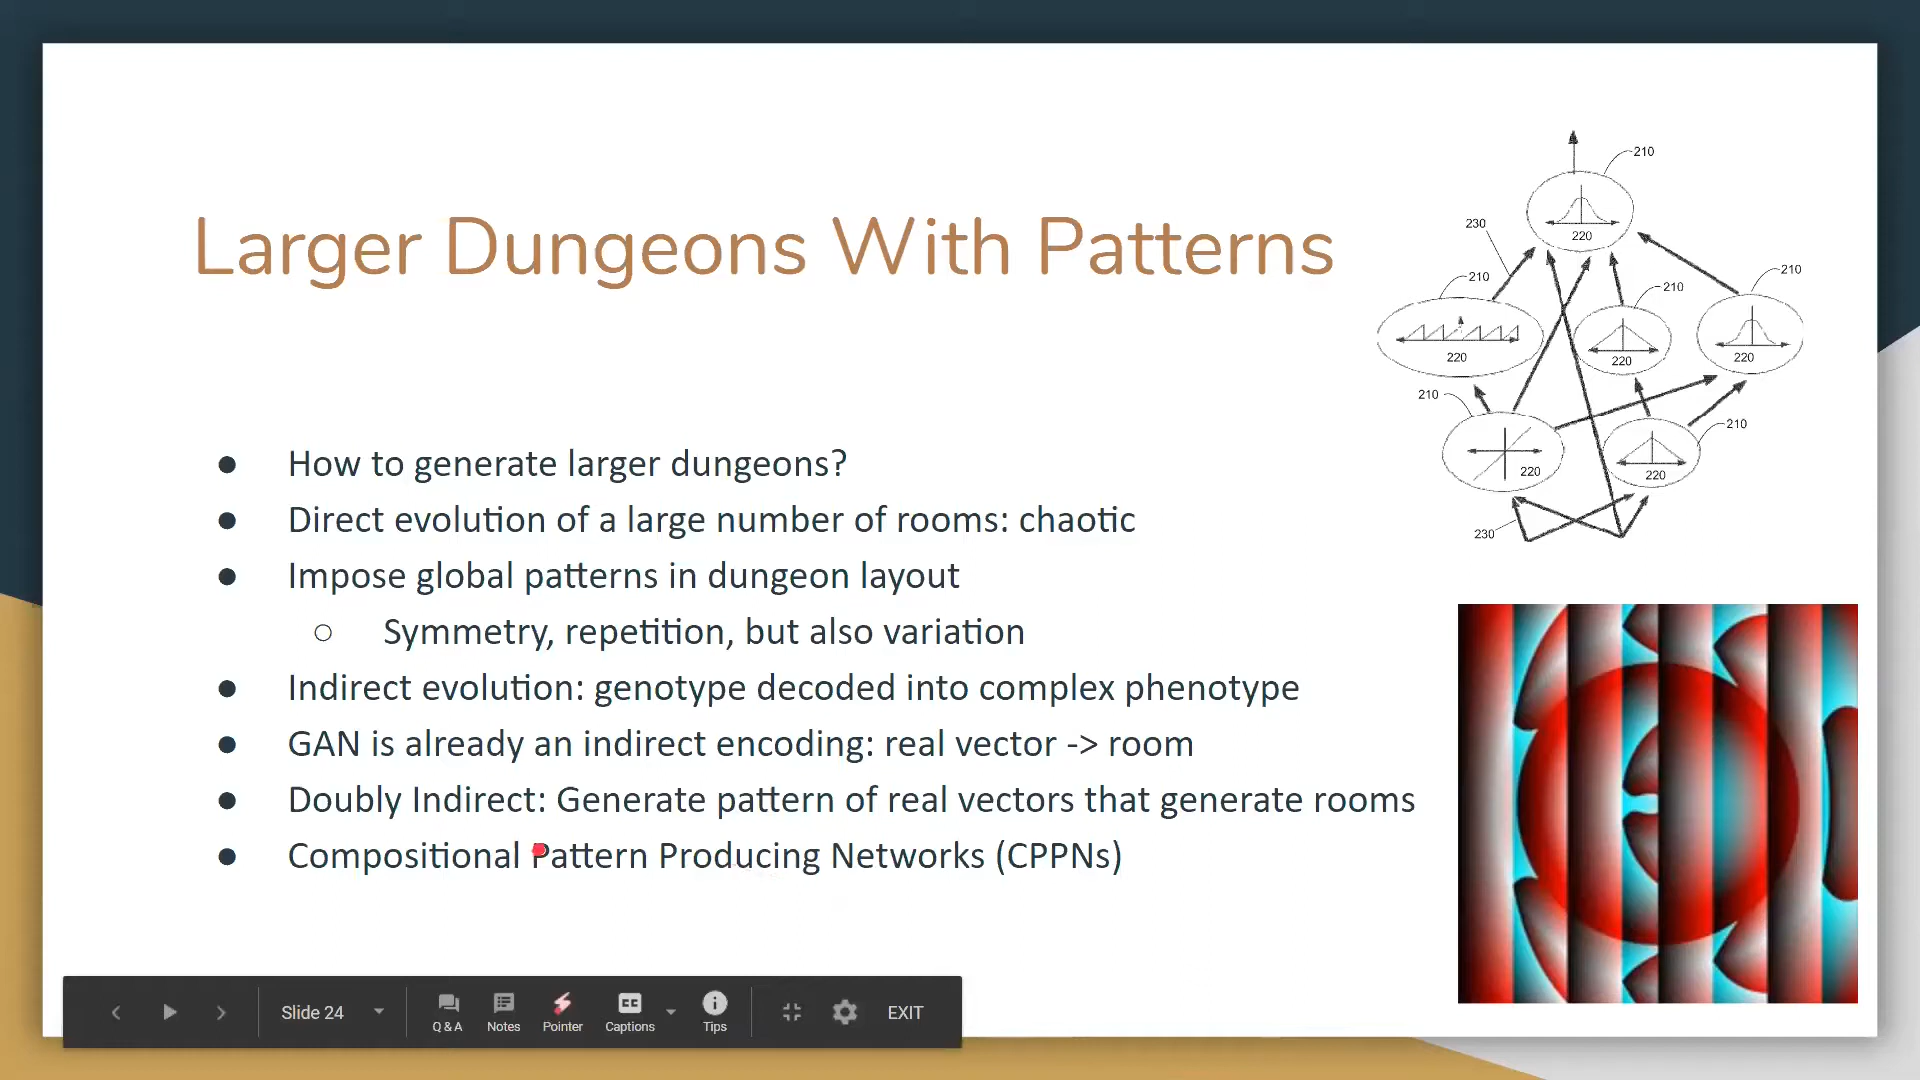 Larger Dungeons With Patterns
● How to generate larger dungeons?
● Direct evolution of a large number of rooms: chaotic
● Impose global patterns in dungeon layout
○ Symmetry, repetition, but also variation
● Indirect evolution: genotype decoded into complex phenotype
● GAN is already an indirect encoding: real vector -> room
● Doubly Indirect: Generate pattern of real vectors that generate rooms
● Compositional Pattern Producing Networks (CPPNs)
210
230
220
210
210
210
220
220
220
210
210
220
220
230
Slide 24
Q & A
Notes
Pointer
CC
Captions
Tips
EXIT